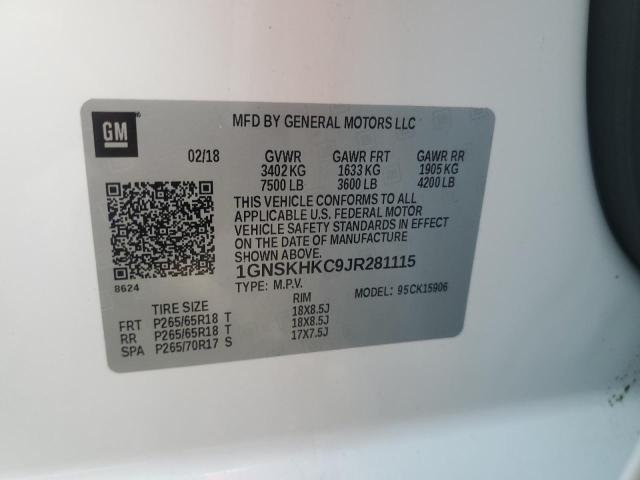 GM
MFD BY GENERAL MOTORS LLC
02/18 GVWR GAWR FRT GAWR RR
3402 KG 1633 KG 1905 KG
7500 LB 3600 LB 4200 LB
THIS VEHICLE CONFORMS TO ALL
APPLICABLE U.S. FEDERAL MOTOR
VEHICLE SAFETY STANDARDS IN EFFECT
ON THE DATE OF MANUFACTURE
SHOWN ABOVE.
1GNSKHKC9JR281115
8624
TYPE: M.P.V. MODEL: 95CK15906
TIRE SIZE RIM
FRT P265/65R18 T 18X8.5J
RR P265/65R18 T 18X8.5J
SPA P265/70R17 S 17X7.5J